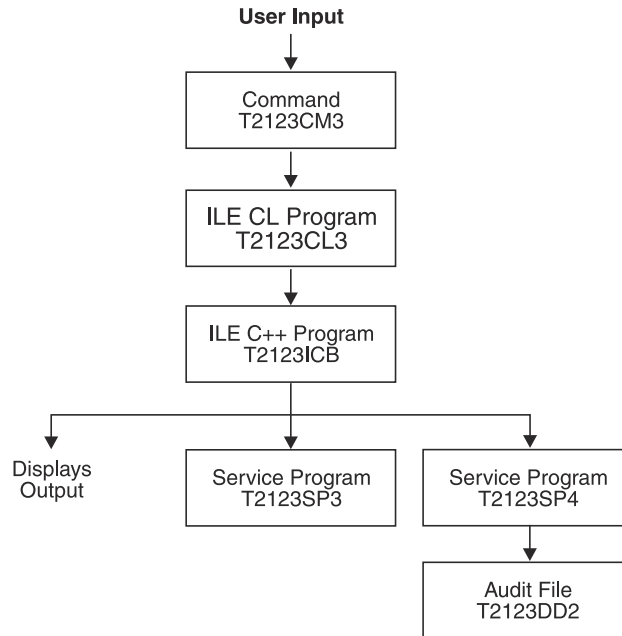 User Input
Command
T2123CM3
ILE CL Program
T2123CL3
ILE C++ Program
T2123ICB
Displays
Output
Service Program
T2123SP3
Service Program
T2123SP4
Audit File
T2123DD2